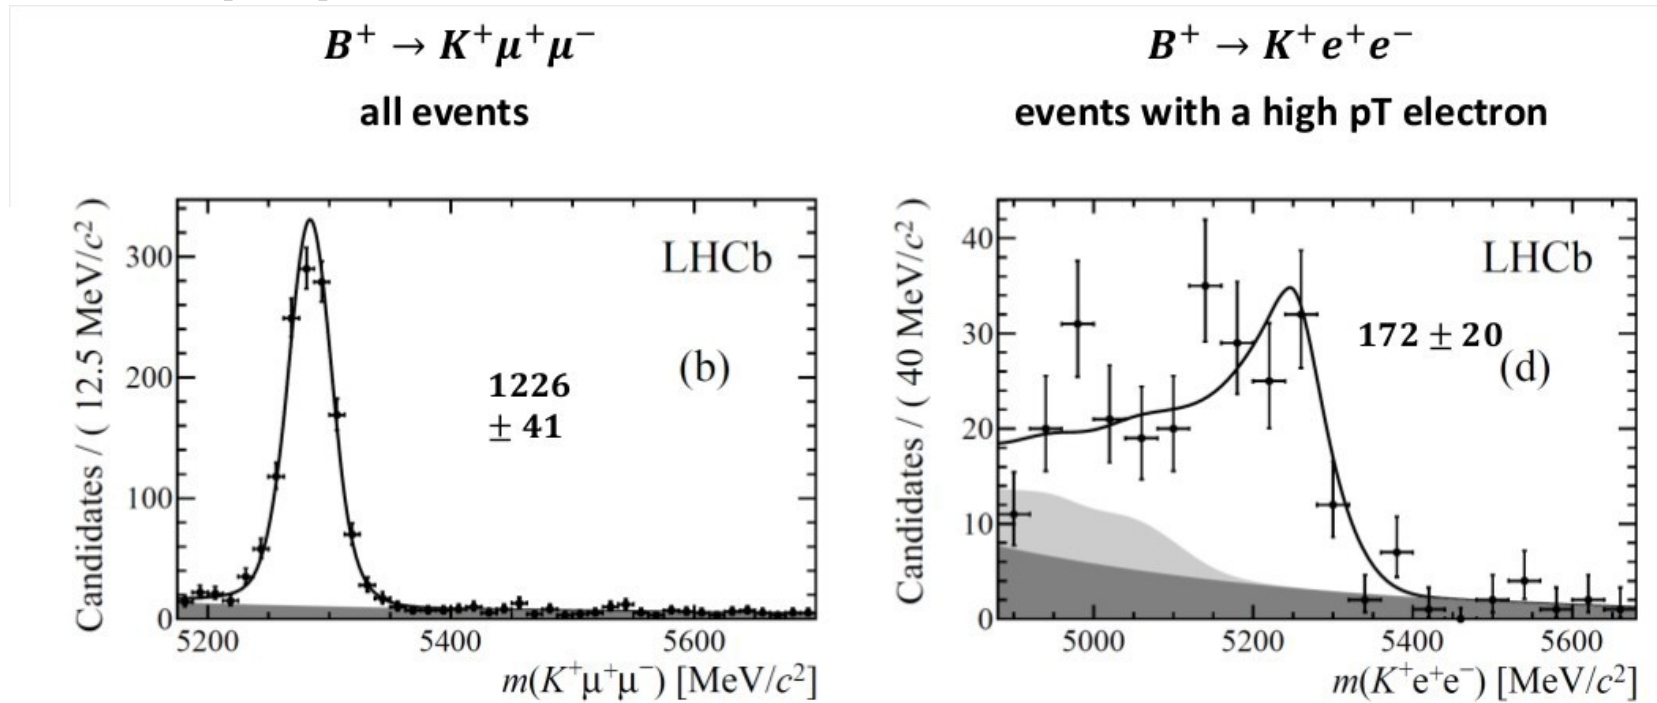 B⁺ → K⁺μ⁺μ⁻
all events
Candidates / ( 12.5 MeV/c² )
300
200
100
0
LHCb
(b)
1226
± 41
5200 5400 5600
m(K⁺μ⁺μ⁻) [MeV/c²]
B⁺ → K⁺e⁺e⁻
events with a high pT electron
Candidates / ( 40 MeV/c² )
40
30
20
10
0
LHCb
172 ± 20
(d)
5000 5200 5400 5600
m(K⁺e⁺e⁻) [MeV/c²]